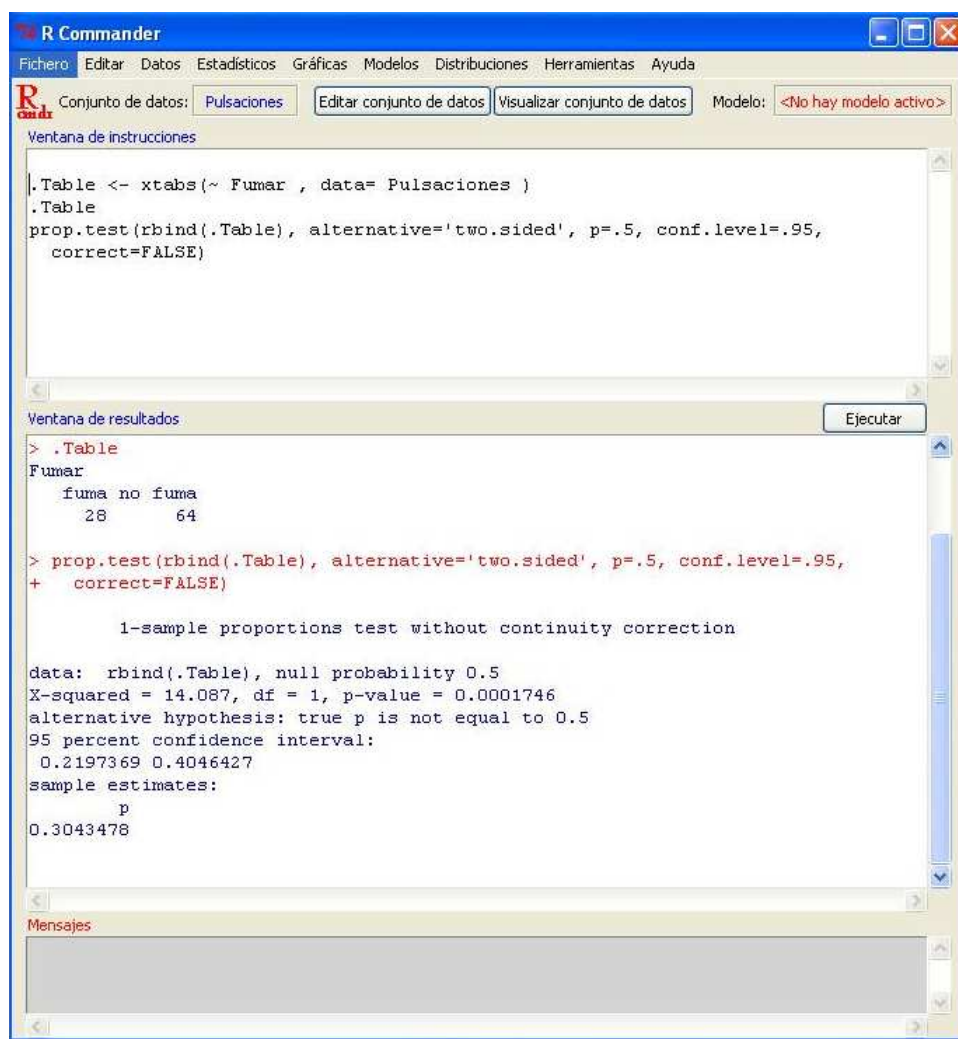 R Commander
Fichero Editar Datos Estadísticos Gráficas Modelos Distribuciones Herramientas Ayuda
R Conjunto de datos: Pulsaciones Editar conjunto de datos Visualizar conjunto de datos Modelo: <No hay modelo activo>
cmdr
Ventana de instrucciones
.Table <- xtabs(~ Fumar , data= Pulsaciones )
.Table
prop.test(rbind(.Table), alternative='two.sided', p=.5, conf.level=.95,
correct=FALSE)
Ventana de resultados Ejecutar
> .Table
Fumar
fuma no fuma
28 64
> prop.test(rbind(.Table), alternative='two.sided', p=.5, conf.level=.95,
+ correct=FALSE)
1-sample proportions test without continuity correction
data: rbind(.Table), null probability 0.5
X-squared = 14.087, df = 1, p-value = 0.0001746
alternative hypothesis: true p is not equal to 0.5
95 percent confidence interval:
0.2197369 0.4046427
sample estimates:
p
0.3043478
Mensajes